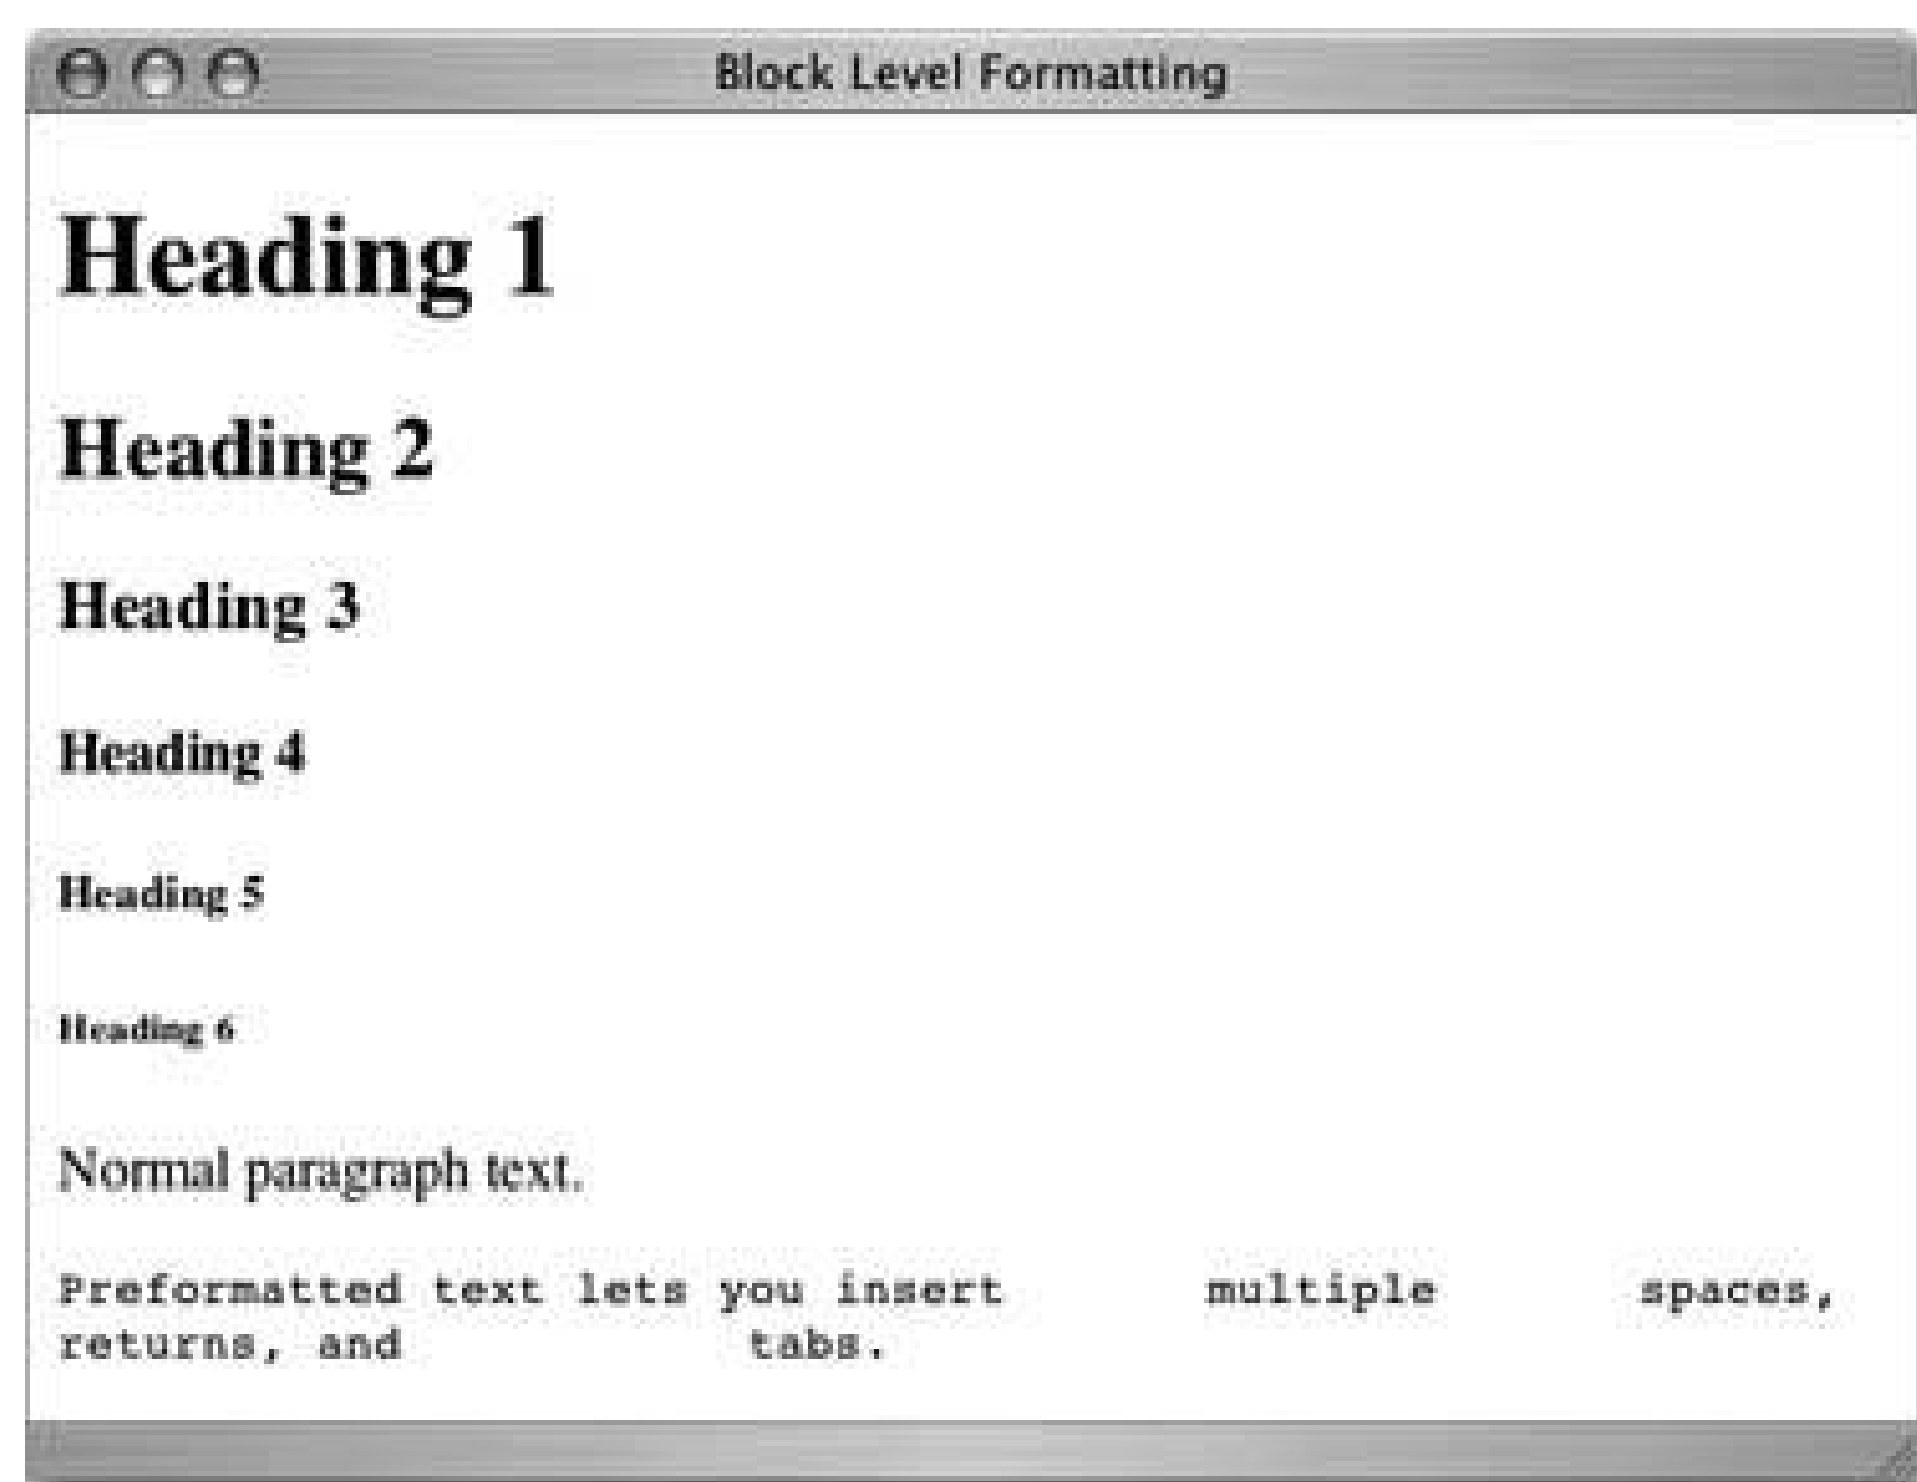 Block Level Formatting
Heading 1
Heading 2
Heading 3
Heading 4
Heading 5
Heading 6
Normal paragraph text.
Preformatted text lets you insert           multiple           spaces,
returns, and                   tabs.